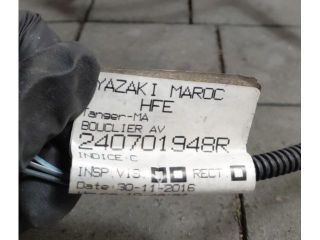 YAZAKI MAROC
HFE
Tanger-MA
BOUCLIER AV
240701948R
INDICE:C
INSP.VIS RECT
Date:30-11-2016